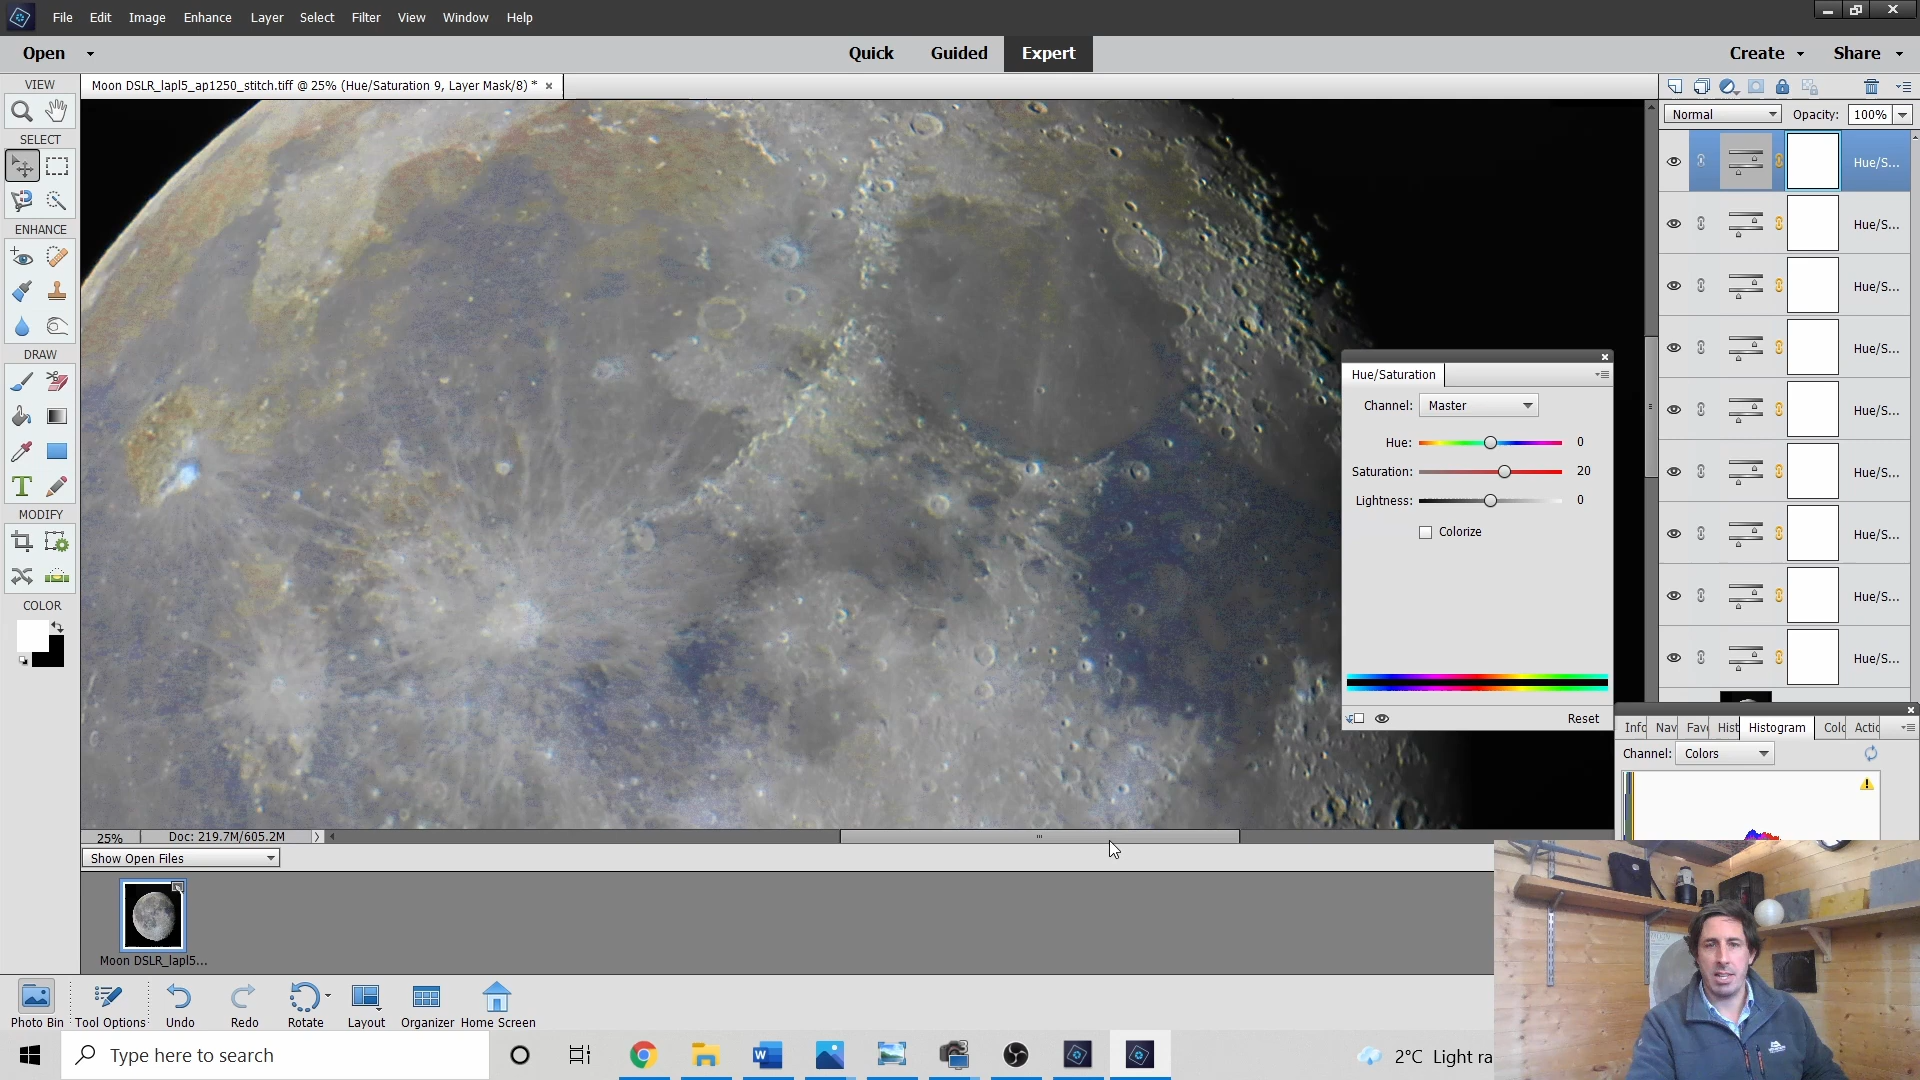 File Edit Image Enhance Layer Select Filter View Window Help
Open Quick Guided Expert Create Share
VIEW
Moon DSLR_lapl5_ap1250_stitch.tiff @ 25% (Hue/Saturation 9, Layer Mask/8) * ×
Normal Opacity: 100%
SELECT
Hue/S...
Hue/S...
Hue/S...
Hue/S...
Hue/S...
Hue/S...
Hue/S...
Hue/S...
Hue/S...
ENHANCE
DRAW
MODIFY
COLOR
Hue/Saturation
Channel: Master
Hue: 0
Saturation: 20
Lightness: 0
Colorize
Reset
Info Nav Fav Hist Histogram Colo Actio
Channel: Colors
25% Doc: 219.7M/605.2M
Show Open Files
Moon DSLR_lapl5...
Photo Bin Tool Options Undo Redo Rotate Layout Organizer Home Screen
Type here to search
2°C Light ra